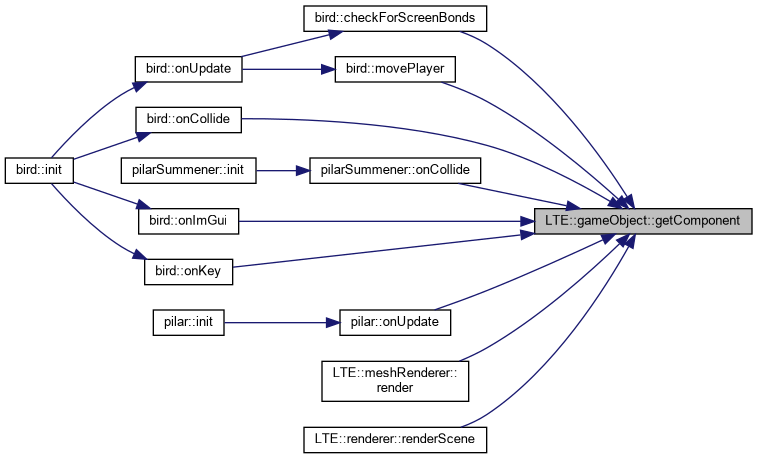 bird::checkForScreenBonds
bird::onUpdate
bird::movePlayer
bird::onCollide
bird::init
pilarSummener::init
pilarSummener::onCollide
bird::onImGui
LTE::gameObject::getComponent
bird::onKey
pilar::init
pilar::onUpdate
LTE::meshRenderer::
render
LTE::renderer::renderScene